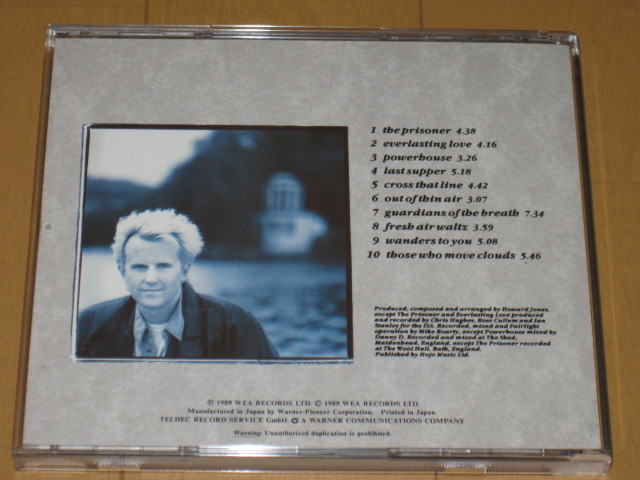 1 the prisoner 4.38
2 everlasting love 4.16
3 powerhouse 3.26
4 last supper 5.18
5 cross that line 4.42
6 out of thin air 3.07
7 guardians of the breath 7.34
8 fresh air waltz 3.59
9 wanders to you 5.08
10 those who move clouds 5.46
Produced, composed and arranged by Howard Jones,
except The Prisoner and Everlasting Love produced
and recorded by Chris Hughes, Ross Cullum and Ian
Stanley for the ISA. Recorded, mixed and Fairlight
operation by Mike Roarty, except Powerhouse mixed by
Danny D. Recorded and mixed at The Shed,
Maidenhead, England, except The Prisoner recorded
at The Wool Hall, Bath, England.
Published by Hojo Music Ltd.
℗ 1989 WEA RECORDS LTD. © 1989 WEA RECORDS LTD.
Manufactured in Japan by Warner-Pioneer Corporation. Printed in Japan.
TELDEC RECORD SERVICE GmbH. A WARNER COMMUNICATIONS COMPANY
Warning: Unauthorized duplication is prohibited.